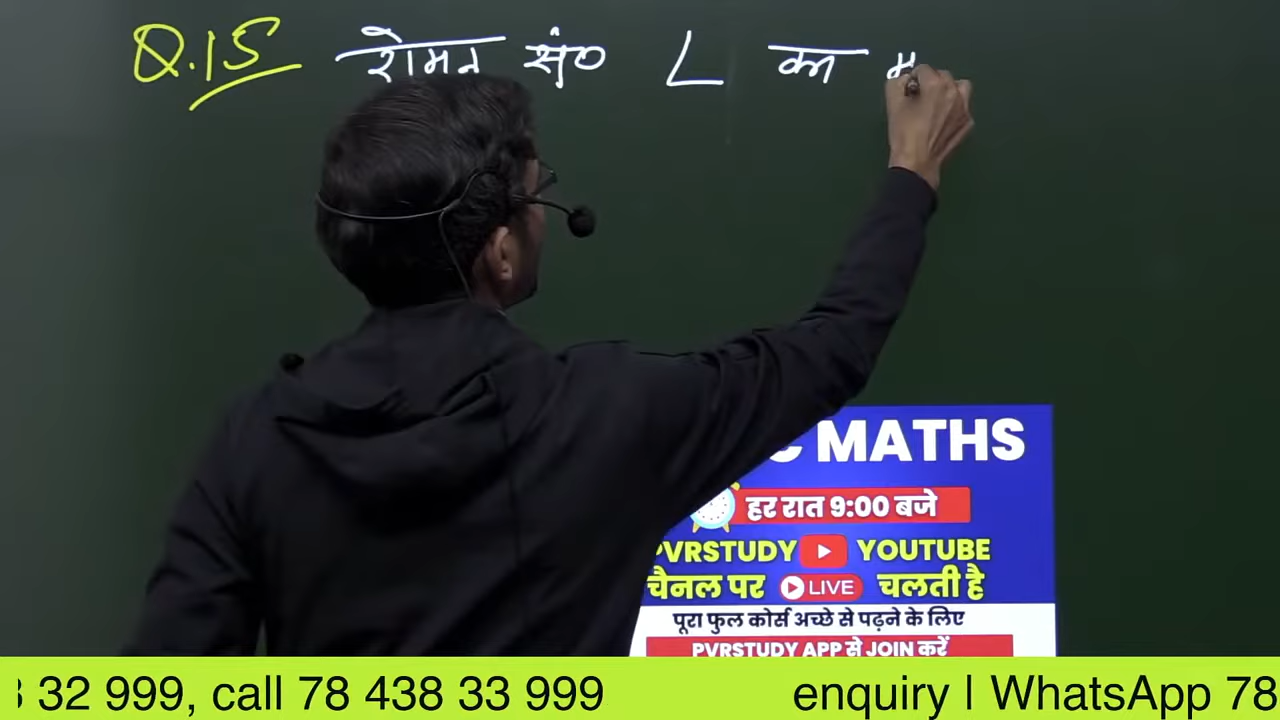 Q.15 रोमन सं० L का
MATHS
हर रात 9:00 बजे
PVRSTUDY YOUTUBE
चैनल पर LIVE चलती है
पूरा फुल कोर्स अच्छे से पढ़ने के लिए
PVRSTUDY APP से JOIN करें
32 999, call 78 438 33 999 enquiry | WhatsApp 78